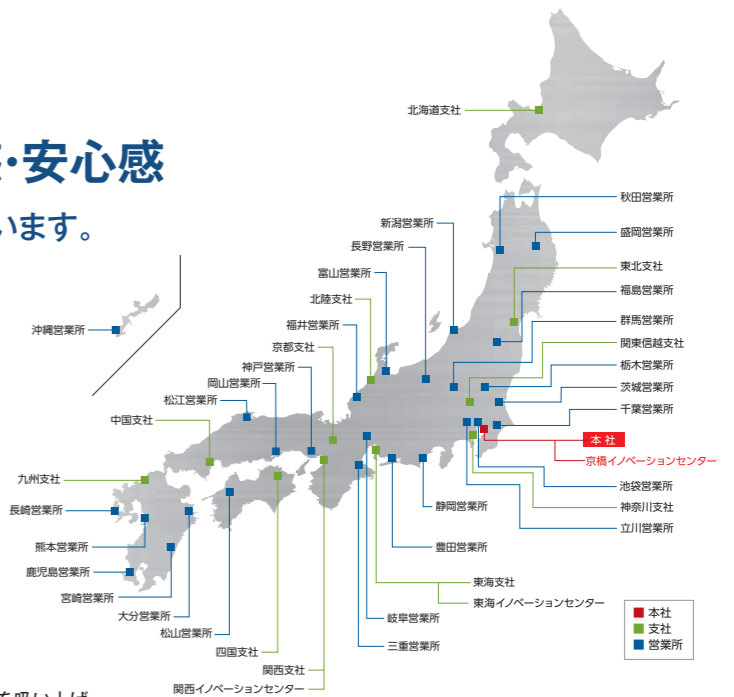 ・安心感
います。
北海道支社
秋田営業所
新潟営業所
盛岡営業所
長野営業所
東北支社
富山営業所
福島営業所
北陸支社
群馬営業所
福井営業所
沖縄営業所
関東信越支社
京都支社
栃木営業所
神戸営業所
岡山営業所
茨城営業所
松江営業所
千葉営業所
中国支社
本社
京橋イノベーションセンター
九州支社
池袋営業所
長崎営業所
静岡営業所
神奈川支社
立川営業所
熊本営業所
豊田営業所
鹿児島営業所
東海支社
宮崎営業所
東海イノベーションセンター
大分営業所
岐阜営業所
松山営業所
三重営業所
四国支社
関西支社
関西イノベーションセンター
本社
支社
営業所